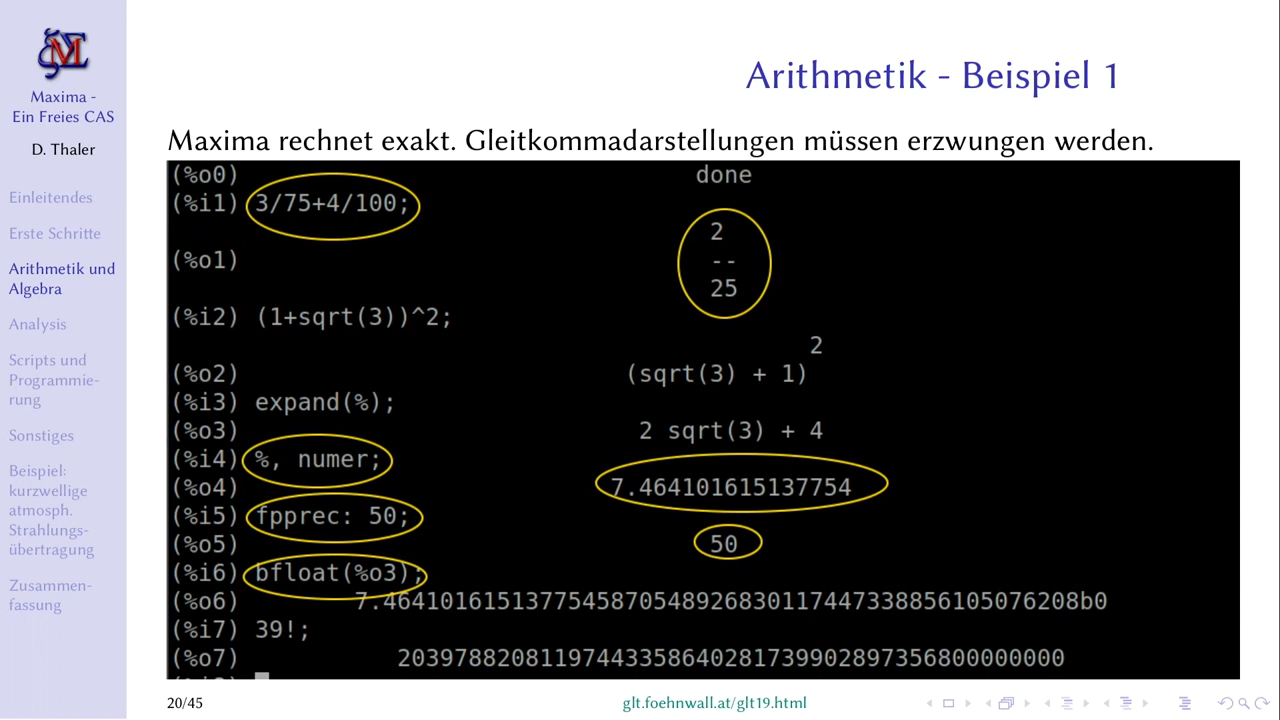 Maxima -
Ein Freies CAS
D. Thaler
Einleitendes
Erste Schritte
Arithmetik und
Algebra
Analysis
Scripts und
Programmie-
rung
Sonstiges
Beispiel:
kurzwellige
atmosph.
Strahlungs-
übertragung
Zusammen-
fassung
Arithmetik - Beispiel 1
Maxima rechnet exakt. Gleitkommadarstellungen müssen erzwungen werden.
(%o0) done
(%i1) 3/75+4/100;
2
(%o1) --
25
(%i2) (1+sqrt(3))^2;
2
(%o2) (sqrt(3) + 1)
(%i3) expand(%);
(%o3) 2 sqrt(3) + 4
(%i4) %, numer;
(%o4) 7.464101615137754
(%i5) fpprec: 50;
(%o5) 50
(%i6) bfloat(%o3);
(%o6) 7.4641016151377545870548926830117447338856105076208b0
(%i7) 39!;
(%o7) 20397882081197443358640281739902897356800000000
20/45
glt.foehnwall.at/glt19.html